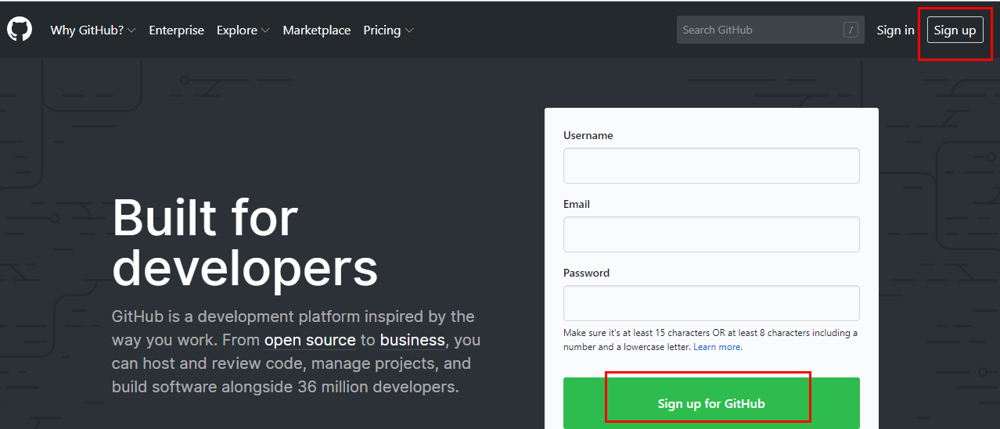 Why GitHub? Enterprise Explore Marketplace Pricing Search GitHub / Sign in Sign up
Built for
developers
GitHub is a development platform inspired by the
way you work. From open source to business, you
can host and review code, manage projects, and
build software alongside 36 million developers.
Username
Email
Password
Make sure it's at least 15 characters OR at least 8 characters including a
number and a lowercase letter. Learn more.
Sign up for GitHub